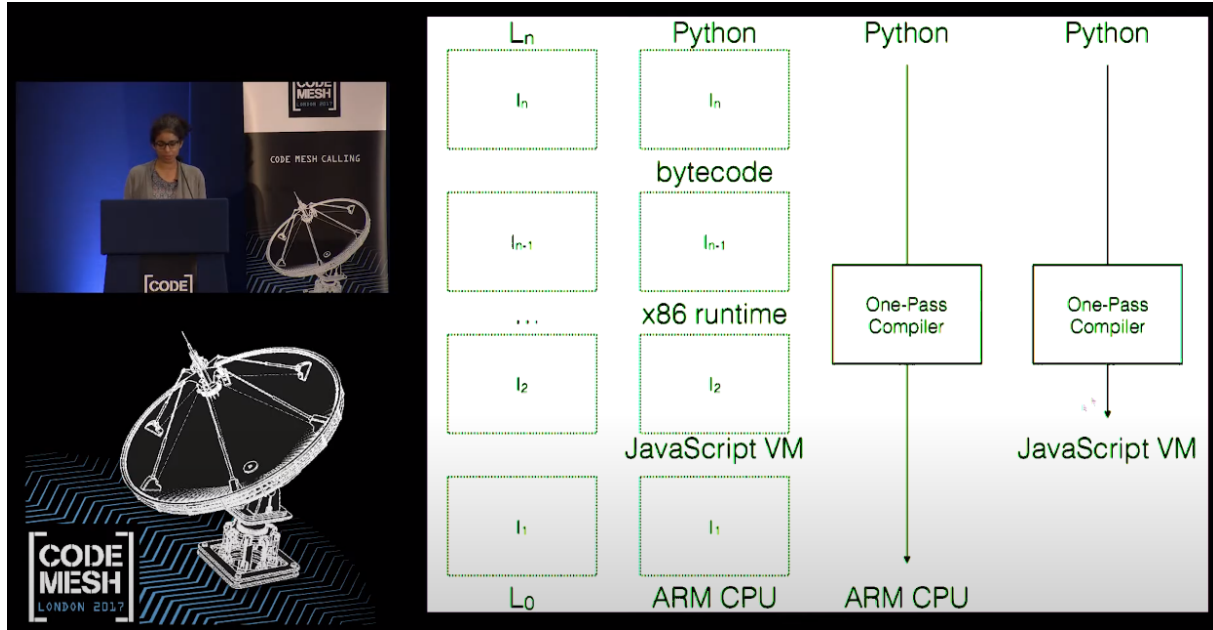 [CODE
MESH
LONDON 2017]
CODE MESH CALLING
[CODE]
[CODE
MESH
LONDON 2017]
Lₙ
Iₙ
Iₙ₋₁
...
I₂
I₁
L₀
Python
Iₙ
bytecode
Iₙ₋₁
x86 runtime
I₂
JavaScript VM
I₁
ARM CPU
Python
One-Pass
Compiler
ARM CPU
Python
One-Pass
Compiler
JavaScript VM